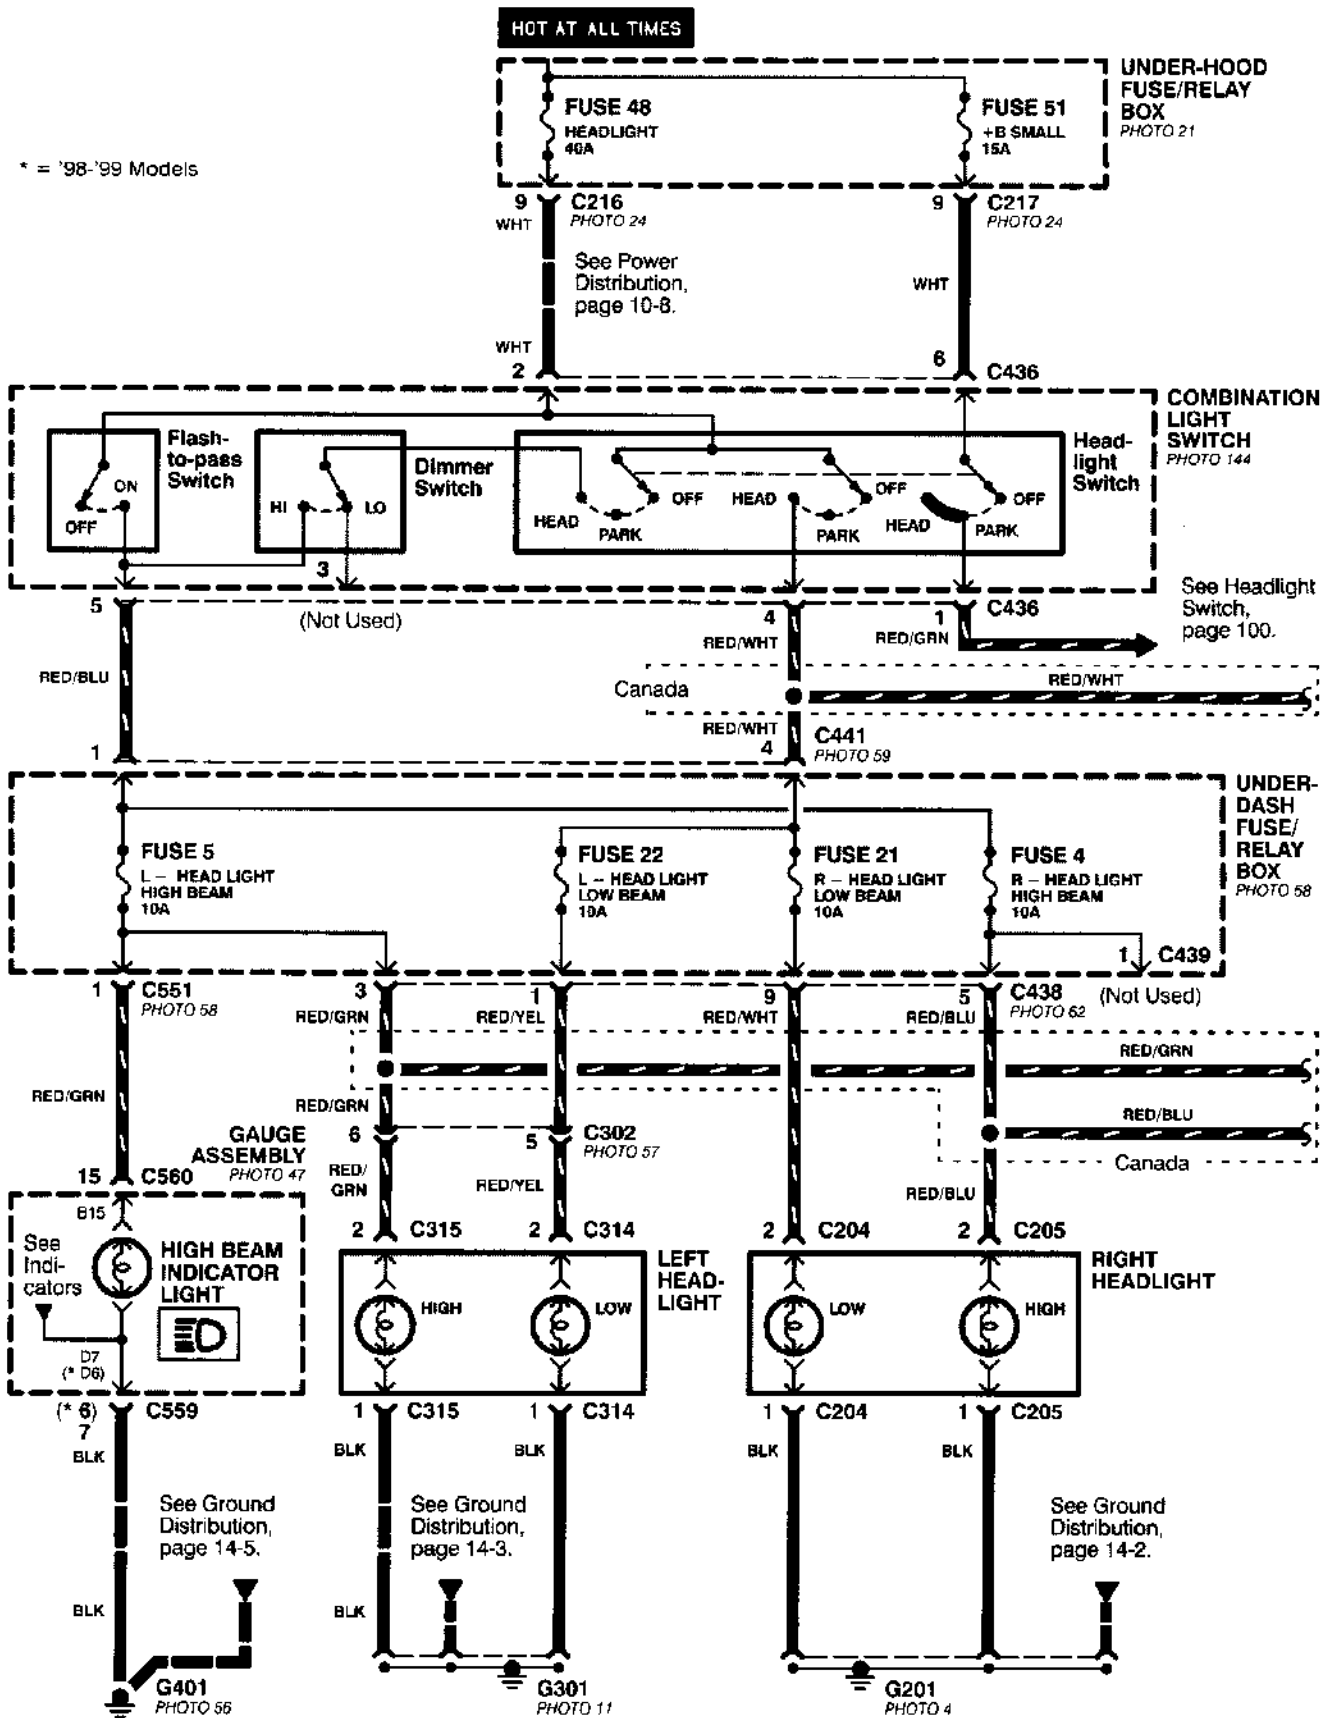 HOT AT ALL TIMES
UNDER-HOOD
FUSE/RELAY
BOX
PHOTO 21
FUSE 48
HEADLIGHT
40A
FUSE 51
+B SMALL
15A
* = '98-'99 Models
9
C216
PHOTO 24
WHT
9
C217
PHOTO 24
See Power
Distribution,
page 10-8.
WHT
WHT
2
6
C436
COMBINATION
LIGHT
SWITCH
PHOTO 144
Flash-
to-pass
Switch
ON
OFF
Dimmer
Switch
HI
LO
Head-
light
Switch
HEAD
PARK
OFF
HEAD
PARK
OFF
HEAD
PARK
OFF
3
5
(Not Used)
4
1
C436
See Headlight
Switch,
page 100.
RED/WHT
RED/GRN
RED/BLU
Canada
RED/WHT
RED/WHT
1
4
C441
PHOTO 59
UNDER-
DASH
FUSE/
RELAY
BOX
PHOTO 58
FUSE 5
L – HEAD LIGHT
HIGH BEAM
10A
FUSE 22
L – HEAD LIGHT
LOW BEAM
10A
FUSE 21
R – HEAD LIGHT
LOW BEAM
10A
FUSE 4
R – HEAD LIGHT
HIGH BEAM
10A
1
C439
(Not Used)
1
C551
PHOTO 58
3
1
9
5
C438
PHOTO 62
RED/GRN
RED/YEL
RED/WHT
RED/BLU
RED/GRN
RED/GRN
RED/GRN
RED/BLU
Canada
6
5
C302
PHOTO 57
GAUGE
ASSEMBLY
PHOTO 47
15
C560
RED/
GRN
RED/YEL
RED/BLU
2
C315
2
C314
2
C204
2
C205
B15
See
Indi-
cators
HIGH BEAM
INDICATOR
LIGHT
D7
(* D6)
HIGH
LOW
LEFT
HEAD-
LIGHT
LOW
HIGH
RIGHT
HEADLIGHT
(* 6)
7
C559
1
C315
1
C314
1
C204
1
C205
BLK
BLK
BLK
BLK
BLK
See Ground
Distribution,
page 14-5.
See Ground
Distribution,
page 14-3.
See Ground
Distribution,
page 14-2.
BLK
BLK
G401
PHOTO 56
G301
PHOTO 11
G201
PHOTO 4